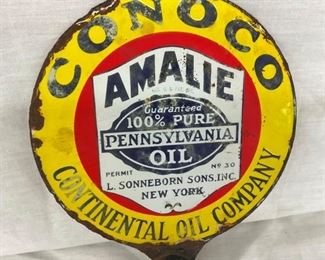 CONOCO
AMALIE
Guaranteed
100% PURE
PENNSYLVANIA
OIL
PERMIT No 30
L. SONNEBORN SONS. INC.
NEW YORK
CONTINENTAL OIL COMPANY